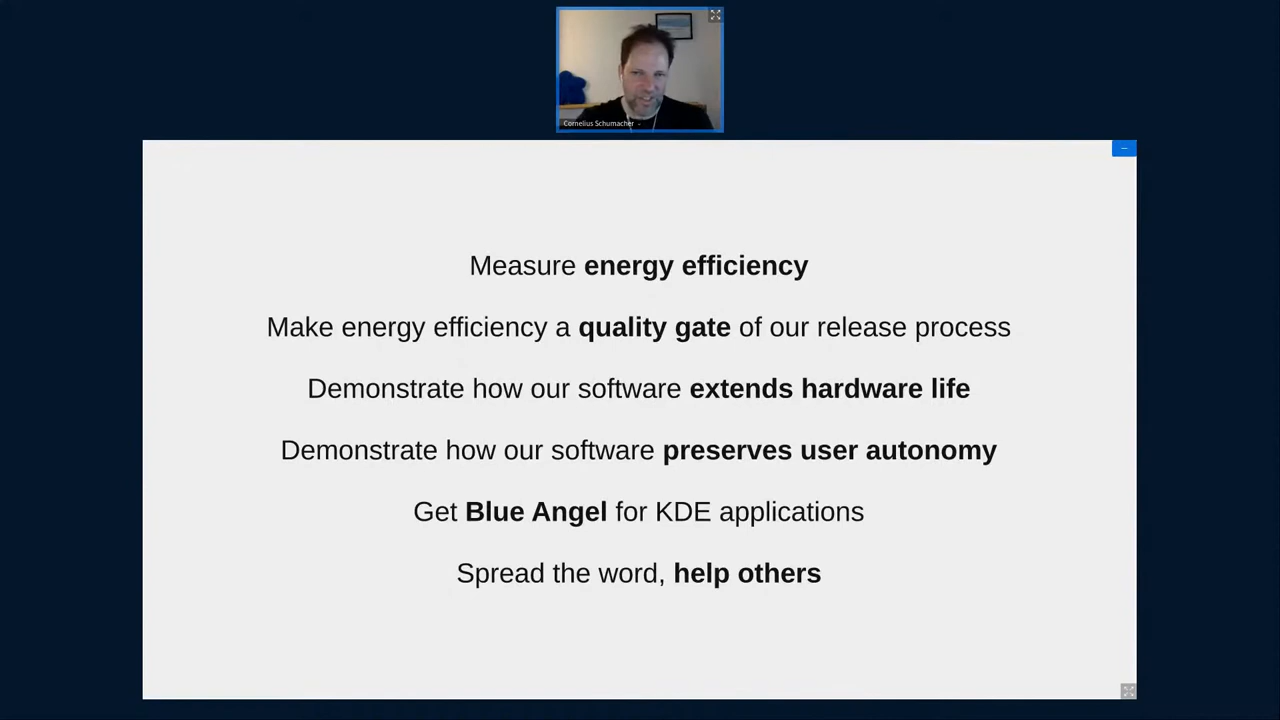 Cornelius Schumacher
Measure energy efficiency
Make energy efficiency a quality gate of our release process
Demonstrate how our software extends hardware life
Demonstrate how our software preserves user autonomy
Get Blue Angel for KDE applications
Spread the word, help others